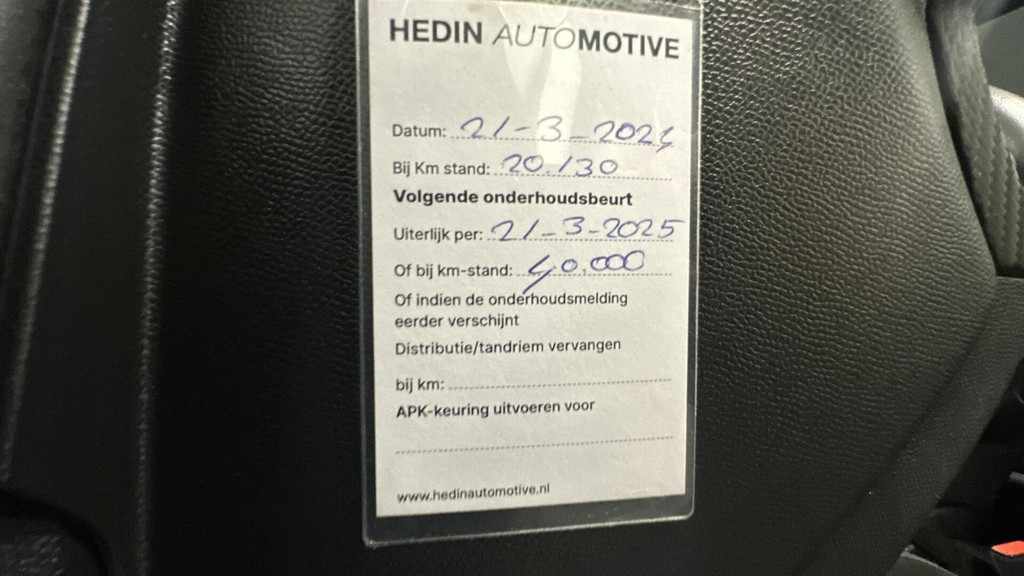 HEDIN AUTOMOTIVE
Datum: 21-3-2024
Bij Km stand: 20.130
Volgende onderhoudsbeurt
Uiterlijk per: 21-3-2025
Of bij km-stand: 40.000
Of indien de onderhoudsmelding
eerder verschijnt
Distributie/tandriem vervangen
bij km:
APK-keuring uitvoeren voor
www.hedinautomotive.nl